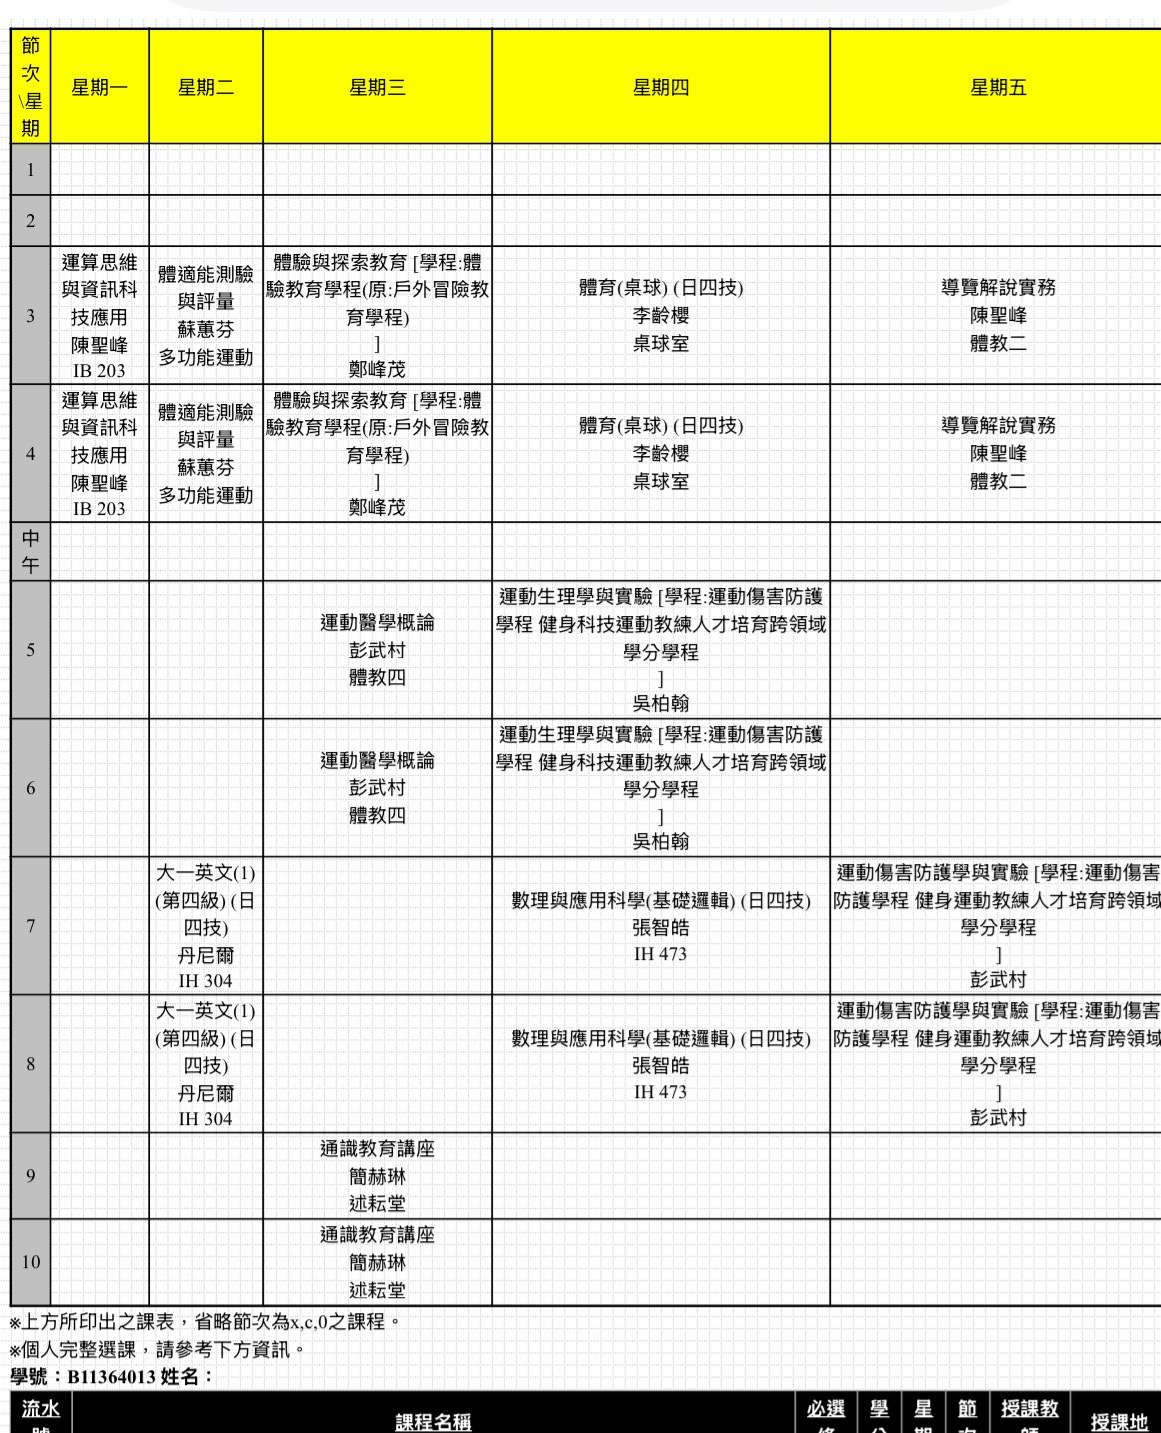 節
次
\星
期
星期一
星期二
星期三
星期四
星期五
1
2
3
運算思維
與資訊科
技應用
陳聖峰
IB 203
體適能測驗
與評量
蘇蕙芬
多功能運動
體驗與探索教育 [學程:體
驗教育學程(原:戶外冒險教
育學程)
]
鄭峰茂
體育(桌球) (日四技)
李齡櫻
桌球室
導覽解說實務
陳聖峰
體教二
4
運算思維
與資訊科
技應用
陳聖峰
IB 203
體適能測驗
與評量
蘇蕙芬
多功能運動
體驗與探索教育 [學程:體
驗教育學程(原:戶外冒險教
育學程)
]
鄭峰茂
體育(桌球) (日四技)
李齡櫻
桌球室
導覽解說實務
陳聖峰
體教二
中
午
5
運動醫學概論
彭武村
體教四
運動生理學與實驗 [學程:運動傷害防護
學程 健身科技運動教練人才培育跨領域
學分學程
]
吳柏翰
6
運動醫學概論
彭武村
體教四
運動生理學與實驗 [學程:運動傷害防護
學程 健身科技運動教練人才培育跨領域
學分學程
]
吳柏翰
7
大一英文(1)
(第四級) (日
四技)
丹尼爾
IH 304
數理與應用科學(基礎邏輯) (日四技)
張智皓
IH 473
運動傷害防護學與實驗 [學程:運動傷害
防護學程 健身運動教練人才培育跨領域
學分學程
]
彭武村
8
大一英文(1)
(第四級) (日
四技)
丹尼爾
IH 304
數理與應用科學(基礎邏輯) (日四技)
張智皓
IH 473
運動傷害防護學與實驗 [學程:運動傷害
防護學程 健身運動教練人才培育跨領域
學分學程
]
彭武村
9
通識教育講座
簡赫琳
述耘堂
10
通識教育講座
簡赫琳
述耘堂
※上方所印出之課表，省略節次為x,c,0之課程。
※個人完整選課，請參考下方資訊。
學號：B11364013 姓名：
流水
課程名稱
必選
學
星
節
授課教
授課地